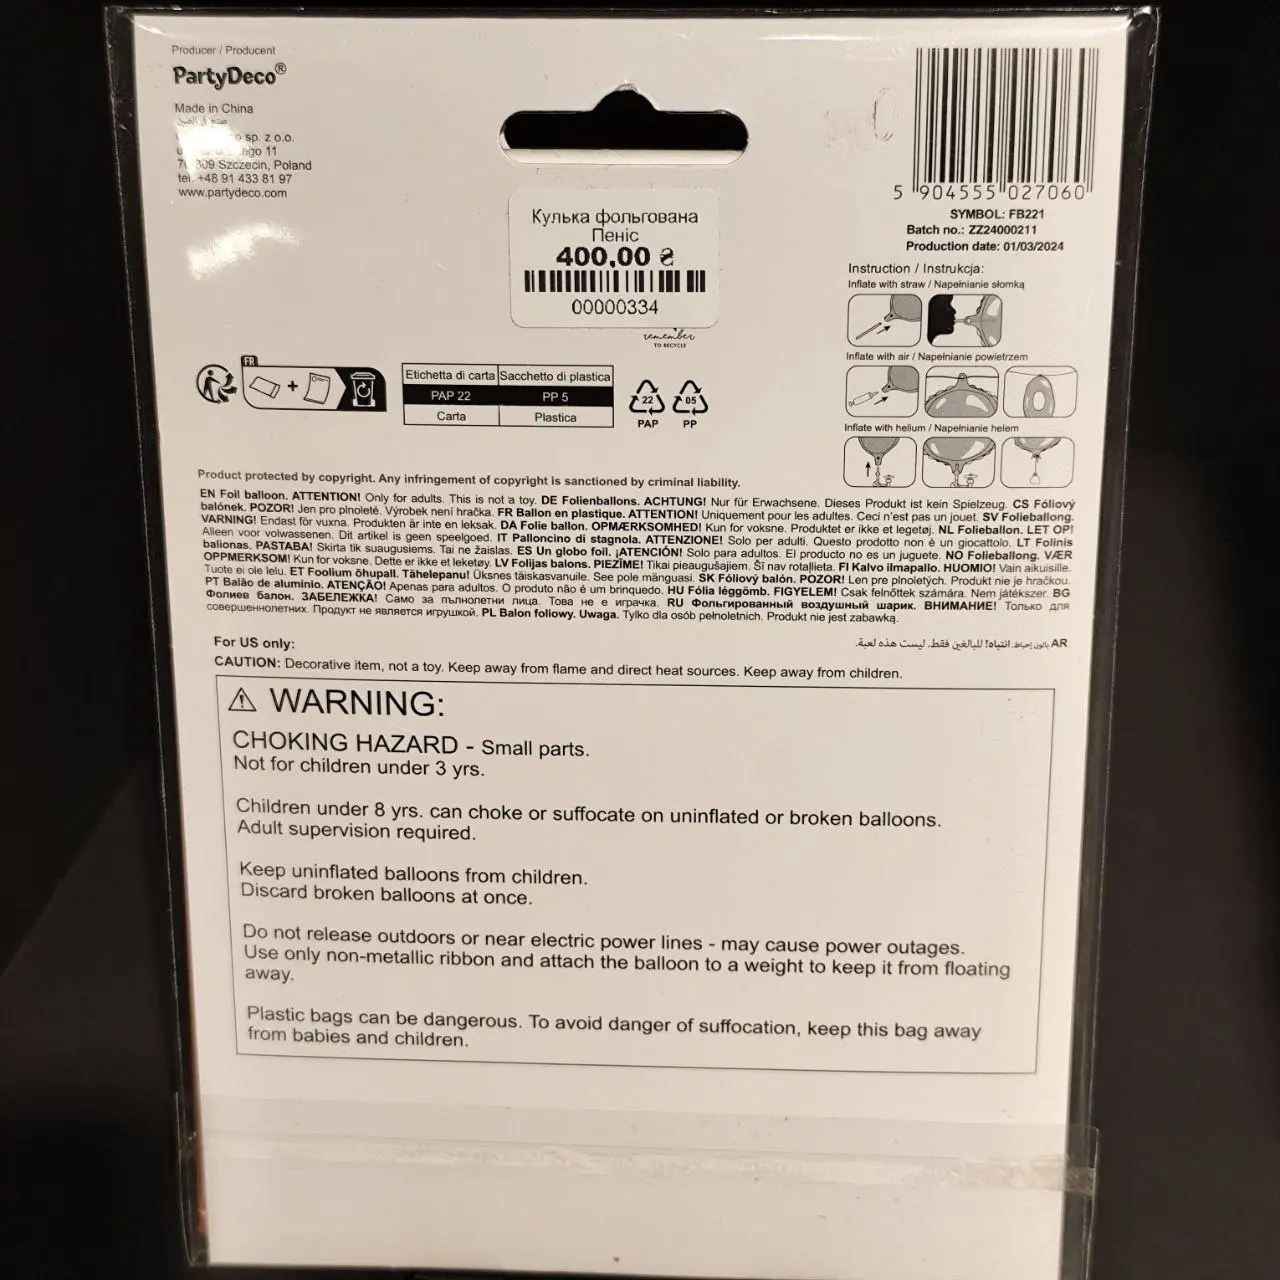 Producer / Producent
PartyDeco®
Made in China
sp. z o.o.
11
Szczecin, Poland
tel. +48 91 433 81 97
www.partydeco.com
5 904555 027060
SYMBOL: FB221
Batch no.: ZZ24000211
Production date: 01/03/2024
Кулька фольгована
Пеніс
400,00 ₴
00000334
remember
TO RECYCLE
Instruction / Instrukcja:
Inflate with straw / Napełnianie słomką
Inflate with air / Napełnianie powietrzem
Inflate with helium / Napełnianie helem
FR
Etichetta di carta Sacchetto di plastica
PAP 22 PP 5
Carta Plastica
22 05
PAP PP
Product protected by copyright. Any infringement of copyright is sanctioned by criminal liability.
EN Foil balloon. ATTENTION! Only for adults. This is not a toy. DE Folienballons. ACHTUNG! Nur für Erwachsene. Dieses Produkt ist kein Spielzeug. CS Fóliový
balónek. POZOR! Jen pro plnoleté. Výrobek není hračka. FR Ballon en plastique. ATTENTION! Uniquement pour les adultes. Ceci n'est pas un jouet. SV Folieballong.
VARNING! Endast för vuxna. Produkten är inte en leksak. DA Folie ballon. OPMÆRKSOMHED! Kun for voksne. Produktet er ikke et legetøj. NL Folieballon. LET OP!
Alleen voor volwassenen. Dit artikel is geen speelgoed. IT Palloncino di stagnola. ATTENZIONE! Solo per adulti. Questo prodotto non è un giocattolo. LT Folinis
balionas. PASTABA! Skirta tik suaugusiems. Tai ne žaislas. ES Un globo foil. ¡ATENCIÓN! Solo para adultos. El producto no es un juguete. NO Folieballong. VÆR
OPPMERKSOM! Kun for voksne. Dette er ikke et leketøy. LV Folijas balons. PIEZĪME! Tikai pieaugušajiem. Šī nav rotaļlieta. FI Kalvo ilmapallo. HUOMIO! Vain aikuisille.
Tuote ei ole lelu. ET Foolium õhupall. Tähelepanu! Üksnes täiskasvanuile. See pole mänguasi. SK Fóliový balón. POZOR! Len pre plnoletých. Produkt nie je hračkou.
PT Balão de alumínio. ATENÇÃO! Apenas para adultos. O produto não é um brinquedo. HU Fólia léggömb. FIGYELEM! Csak felnőttek számára. Nem játékszer. BG
Фолиев балон. ЗАБЕЛЕЖКА! Само за пълнолетни лица. Това не е играчка. RU Фольгированный воздушный шарик. ВНИМАНИЕ! Только для
совершеннолетних. Продукт не является игрушкой. PL Balon foliowy. Uwaga. Tylko dla osób pełnoletnich. Produkt nie jest zabawką.
AR بالون إحباط. انتباه! للبالغين فقط. ليست هذه لعبة.
For US only:
CAUTION: Decorative item, not a toy. Keep away from flame and direct heat sources. Keep away from children.
WARNING:
CHOKING HAZARD - Small parts.
Not for children under 3 yrs.
Children under 8 yrs. can choke or suffocate on uninflated or broken balloons.
Adult supervision required.
Keep uninflated balloons from children.
Discard broken balloons at once.
Do not release outdoors or near electric power lines - may cause power outages.
Use only non-metallic ribbon and attach the balloon to a weight to keep it from floating
away.
Plastic bags can be dangerous. To avoid danger of suffocation, keep this bag away
from babies and children.